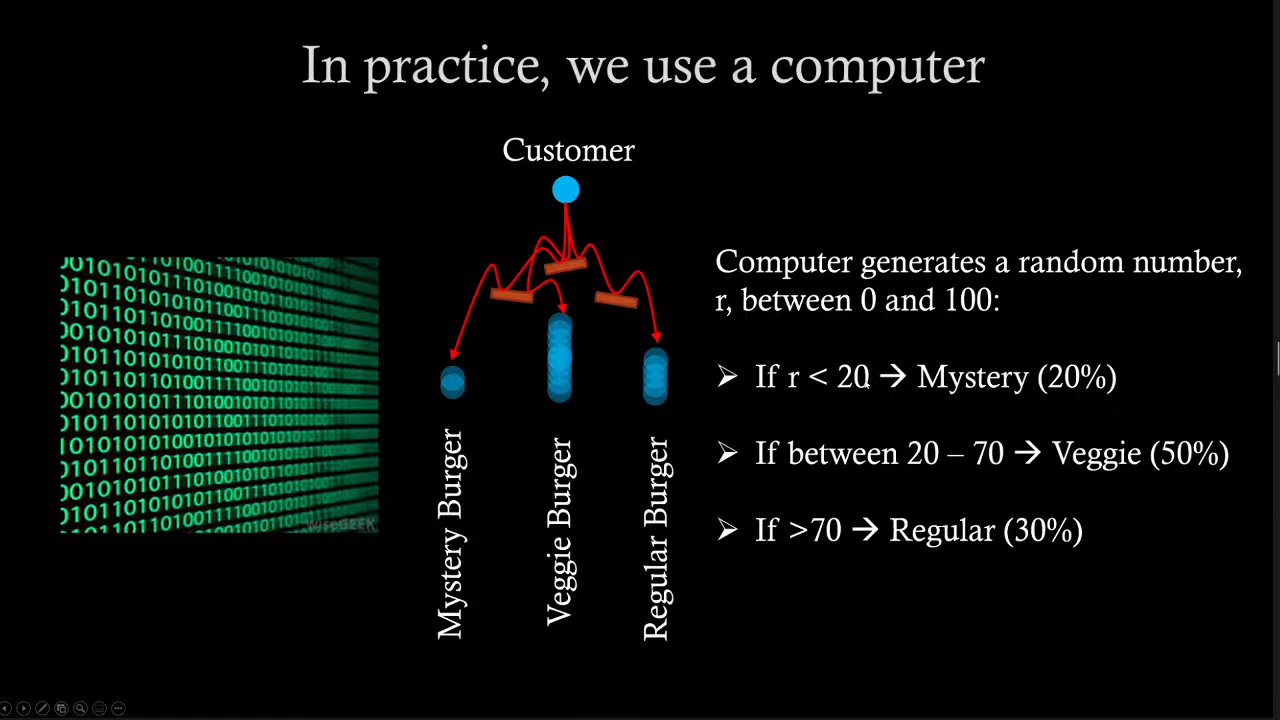 In practice, we use a computer
Customer
Computer generates a random number,
r, between 0 and 100:
If r < 20 → Mystery (20%)
If between 20 – 70 → Veggie (50%)
If >70 → Regular (30%)
Mystery Burger
Veggie Burger
Regular Burger
wiseGEEK